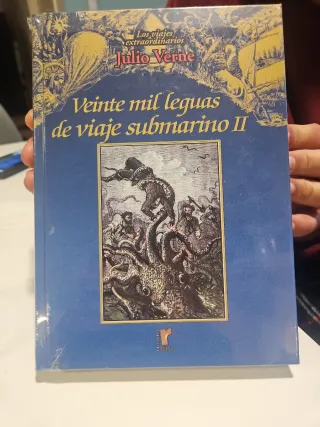 Los viajes
extraordinarios
Julio Verne
Veinte mil leguas
de viaje submarino II